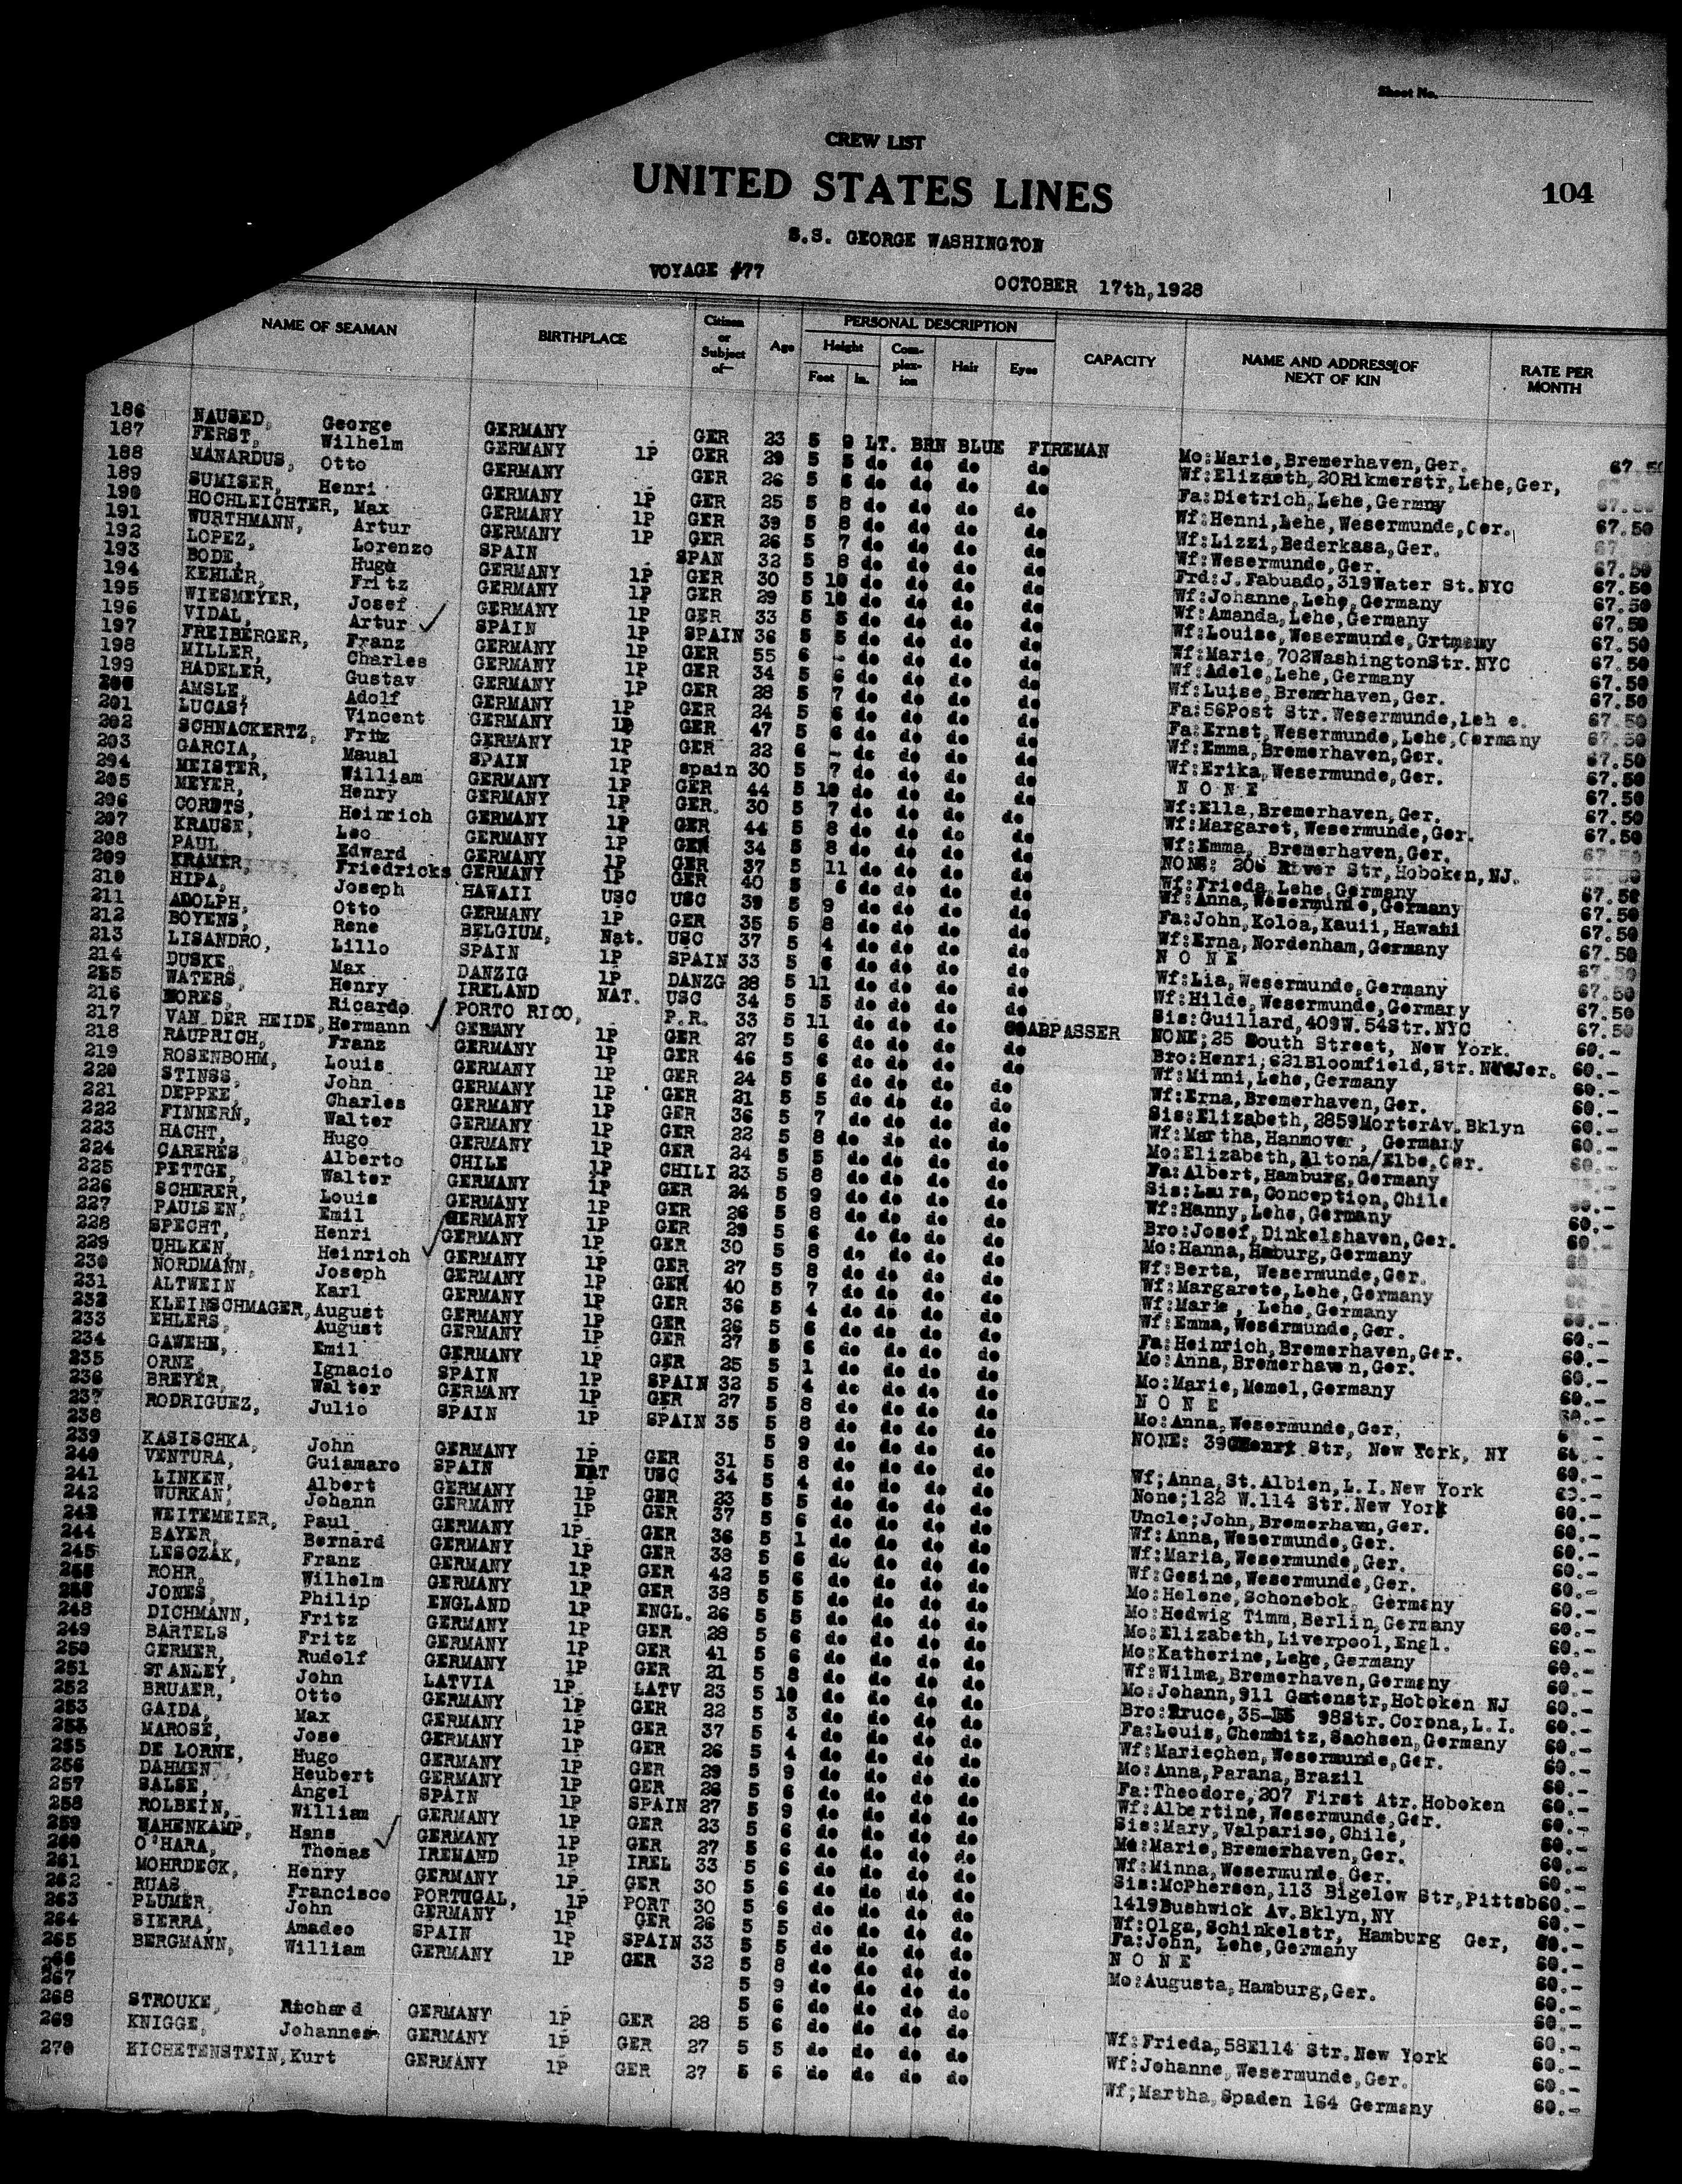 Sheet No.
CREW LIST
UNITED STATES LINES
104
S.S. GEORGE WASHINGTON
VOYAGE #77 OCTOBER 17th,1928
NAME OF SEAMAN BIRTHPLACE Citizen or Subject of— Age PERSONAL DESCRIPTION Height Feet In. Com-plex-ion Hair Eyes CAPACITY NAME AND ADDRESS OF NEXT OF KIN RATE PER MONTH
186 NAUSED, George GERMANY GER 23 5 9 LT. BRN BLUE FIREMAN Mo:Marie,Bremerhaven,Ger. 67.50
187 FERST, Wilhelm GERMANY 1P GER 29 5 5 do do do do Wf:Elizaeth,20Rikmerstr,Lehe,Ger,
188 MANARDUS, Otto GERMANY GER 26 5 6 do do do do Fa:Dietrich,Lehe,Germny
189 SUMISER, Henri GERMANY 1P GER 25 5 8 do do do do Wf:Henni,Lehe,Wesermunde,Ger. 67.50
190 HOCHLEICHTER, Max GERMANY 1P GER 39 5 8 do do do do Wf:Lizzi,Bederkasa,Ger.
191 WURTHMANN, Artur GERMANY 1P GER 26 5 7 do do do do Wf:Wesermunde,Ger. 67.50
192 LOPEZ, Lorenzo SPAIN SPAN 32 5 8 do do do do Frd:J.Fabuado,319Water St.NYC 67.50
193 BODE, Hugo GERMANY 1P GER 30 5 10 do do do do Wf:Johanne,Lehe,Germany 67.50
194 KEHLER, Fritz GERMANY 1P GER 29 5 10 do do do do Wf:Amanda,Lehe,Germany 67.50
195 WIESMEYER, Josef GERMANY 1P GER 33 5 5 do do do do Wf:Louise,Wesermunde,Grtmany 67.50
196 VIDAL, Artur SPAIN 1P SPAIN 36 5 5 do do do do Wf:Marie,702WashingtonStr.NYC 67.50
197 FREIBERGER, Franz GERMANY 1P GER 55 6 - do do do do Wf:Adele,Lehe,Germany 67.50
198 MILLER, Charles GERMANY 1P GER 34 5 6 do do do do Wf:Luise,Bremrhaven,Ger. 67.50
199 HADELER, Gustav GERMANY 1P GER 28 5 7 do do do do Fa:56Post Str.Wesermunde,Leh e. 67.50
200 AMSLE, Adolf GERMANY 1P GER 24 5 6 do do do do Fa:Ernst,Wesermunde,Lehe,Germany 67.50
201 LUCAS, Vincent GERMANY 1P GER 47 5 6 do do do do Wf:Emma,Bremerhaven,Ger. 67.50
202 SCHNACKERTZ, Fritz GERMANY 1P GER 22 6 - do do do do Wf:Erika,Wesermunde,Ger. 67.50
203 GARCIA, Maual SPAIN 1P spain 30 5 7 do do do do N O N E 67.50
204 MEISTER, William GERMANY 1P GER 44 5 10 do do do do Wf:Ella,Bremerhaven,Ger. 67.50
205 MEYER, Henry GERMANY 1P GER. 30 5 7 do do do do Wf:Margaret,Wesermunde,Ger. 67.50
206 CORDTS, Heinrich GERMANY 1P GER 44 5 8 do do do do Wf:Emma, Bremerhaven,Ger.
207 KRAUSE, Leo GERMANY 1P GER 34 5 8 do do do do NONE: 206 River Str,Hoboken,NJ.
208 PAUL Edward GERMANY 1P GER 37 5 11 do do do do Wf:Frieda,Lehe,Germany 67.50
209 KRAMER, Friedricks GERMANY 1P GER 40 5 6 do do do do Wf:Anna,Wesermunde,Germany 67.50
210 HIPA, Joseph HAWAII USC USC 39 5 9 do do do do Fa:John,Koloa,Kauii,Hawaii 67.50
211 ADOLPH, Otto GERMANY 1P GER 35 5 8 do do do do Wf:Erna,Nordenham,Germany 67.50
212 BOYENS, Rene BELGIUM, Nat. USC 37 5 4 do do do do N O N E 67.50
213 LISANDRO, Lillo SPAIN 1P SPAIN 33 5 6 do do do do Wf:Lia,Wesermunde,Germany 67.50
214 DUSKE, Max DANZIG 1P DANZG 28 5 11 do do do do Wf:Hilde,Wesermunde,Germany 67.50
215 WATERS, Henry IRELAND NAT. USC 34 5 5 do do do do Sis:Guillard,409W.54Str.NYC 67.50
216 Ricardo PORTO RICO, P.R. 33 5 11 do do do COALPASSER NONE;25 South Street, New York. 60.-
217 VAN DER HEIDE,Hermann GERMANY 1P GER 27 5 6 do do do do Bro:Henri;621Bloomfield,Str. Jer. 60.-
218 RAUPRICH, Franz GERMANY 1P GER 46 5 6 do do do do Wf:Minni,Lehe,Germany 60.-
219 ROSENBOHM, Louis GERMANY 1P GER 24 5 6 do do do do Wf:Erna,Bremerhaven,Ger. 60.-
220 STINSS, John GERMANY 1P GER 21 5 5 do do do do Sis:Elizabeth,2859MorterAv.Bklyn 60.-
221 DEPPEE, Charles GERMANY 1P GER 36 5 7 do do do do Wf:Martha,Hannover, Germany 60.-
222 FINNERN, Walter GERMANY 1P GER 22 5 8 do do do do Mo:Elizabeth,Altona/Elbe,Ger. 60.-
223 HACHT, Hugo GERMANY 1P GER 24 5 5 do do do do Fa:Albert,Hamburg,Germany
224 CARERES, Alberto CHILE 1P CHILI 23 5 8 do do do do Sis:Laura,Conception,Chile
225 PETTGE, Walter GERMANY 1P GER 24 5 9 do do do do Wf:Hanny,Lehe,Germany 60.-
226 SCHERER, Louis GERMANY 1P GER 26 5 8 do do do do Bro:Josef,Dinkelshaven,Ger. 60.-
227 PAULSEN, Emil GERMANY 1P GER 29 5 6 do do do do Mo:Hanna,Haburg,Germany
228 SPECHT, Henri GERMANY 1P GER 30 5 8 do do do do Wf:Berta, Wesermunde,Ger.
229 UHLKEN, Heinrich GERMANY 1P GER 27 5 8 do do do do Wf:Margarete,Lehe,Germany
230 NORDMANN, Joseph GERMANY 1P GER 40 5 7 do do do do Wf:Marie, Lehe,Germany
231 ALTWEIN Karl GERMANY 1P GER 36 5 4 do do do do Wf:Emma,Wesermunde,Ger. 60.-
232 KLEINSCHMAGER,August GERMANY 1P GER 26 5 6 do do do do Fa:Heinrich,Bremerhaven,Ger. 60.-
233 EHLERS, August GERMANY 1P GER 27 5 6 do do do do Mo:Anna,Bremerhaven,Ger. 60.-
234 GAWEHN, Emil GERMANY 1P GER 25 5 1 do do do do Mo:Marie,Memel,Germany 60.-
235 ORNE, Ignacio SPAIN 1P SPAIN 32 5 4 do do do do N O N E
236 BREYER, Walter GERMANY 1P GER 27 5 8 do do do do Mo:Anna,Wesermunde,Ger,
237 RODRIGUEZ, Julio SPAIN 1P SPAIN 35 5 8 do do do do NONE: Str, New York, NY
238 5 9 do do do do
239 KASISCHKA, John GERMANY 1P GER 31 5 8 do do do do Wf;Anna,St.Albien,L.I.New York 60.-
240 VENTURA, Guiamaro SPAIN NAT USC 34 5 4 do do do do None;122 W.114 Str.New York 60.-
241 LINKEN, Albert GERMANY 1P GER 23 5 5 do do do do Uncle;John,Bremerhavn,Ger. 60.-
242 WURKAN, Johann GERMANY 1P GER 37 5 6 do do do do Wf:Anna,Wesermunde,Ger. 60.-
243 WEITEMEIER, Paul GERMANY 1P GER 36 5 1 do do do do Wf:Maria,Wesermunde,Ger. 60.-
244 BAYER, Bernard GERMANY 1P GER 38 5 6 do do do do Wf:Gesine,Wesermunde,Ger. 60.-
245 LESCZAK, Franz GERMANY 1P GER 42 5 6 do do do do Mo:Helene,Schonebok, Germany 60.-
ROHR, Wilhelm GERMANY 1P GER 38 5 5 do do do do Mo:Hedwig Timm,Berlin,Germany 60.-
JONES, Philip ENGLAND 1P ENGL. 26 5 5 do do do do Mo:Elizabeth,Liverpool,Engl. 60.-
248 DICHMANN, Fritz GERMANY 1P GER 28 5 6 do do do do Mo:Katherine,Lehe,Germany 60.-
249 BARTELS Fritz GERMANY 1P GER 41 5 6 do do do do Wf:Wilma,Bremerhaven,Germany 60.-
250 GERMER, Rudolf GERMANY 1P GER 21 5 8 do do do do Mo:Johann,911 Gatenstr,Hoboken NJ 60.-
251 STANLEY, John LATVIA 1P LATV 23 5 10 do do do do Bro:Bruce,35- 98Str.Corona,L.I. 60.-
252 BRUAER, Otto GERMANY 1P GER 22 5 3 do do do do Fa:Louis,Chembitz,Sachsen,Germany 60.-
253 GAIDA, Max GERMANY 1P GER 37 5 4 do do do do Wf:Mariechen,Wesermunde,Ger. 60.-
MAROSE, Jose GERMANY 1P GER 26 5 4 do do do do Mo:Anna,Parana,Brazil 60.-
255 DE LORNE, Hugo GERMANY 1P GER 29 5 9 do do do do Fa:Theodore,207 First Atr.Hoboken 60.-
256 DAHMEN Heubert GERMANY 1P GER 26 5 6 do do do do Wf:Albertine,Wesermunde,Ger. 60.-
257 SALSE, Angel SPAIN 1P SPAIN 27 5 9 do do do do Sis:Mary,Valpariso,Chile, 60.-
258 ROLBEIN, William GERMANY 1P GER 23 5 6 do do do do Mo:Marie,Bremerhaven,Ger. 60.-
259 WAHENKAMP, Hans GERMANY 1P GER 27 5 6 do do do do Wf:Minna,Wesermunde,Ger. 60.-
260 O'HARA, Thomas IREMAND 1P IREL 33 5 6 do do do do Sis:McPherson,113 Bigelow Str,Pittsb60.-
261 MOHRDECK, Henry GERMANY 1P GER 30 5 6 do do do do 1419Bushwick Av.Bklyn,NY 60.-
262 RUAS Francisco PORTUGAL, 1P PORT 30 5 6 do do do do Wf:Olga,Schinkelstr, Hamburg Ger, 60.-
263 PLUMER, John GERMANY 1P GER 26 5 5 do do do do Fa:John, Lehe,Germany 60.-
264 SIERRA, Amadeo SPAIN 1P SPAIN 33 5 5 do do do do N O N E 60.-
265 BERGMANN, William GERMANY 1P GER 32 5 8 do do do do Mo:Augusta,Hamburg,Ger. 60.-
266 5 9 do do do do 60.-
267 5 6 do do do do 60.-
268 STROUKE, Richard GERMANY 1P GER 28 5 6 do do do do Wf:Frieda,58E114 Str.New York 60.-
269 KNIGGE, Johannes GERMANY 1P GER 27 5 5 do do do do Wf:Johanne,Wesermunde,Ger. 60.-
270 KICHETENSTEIN,Kurt GERMANY 1P GER 27 5 6 do do do do Wf;Martha,Spaden 164 Germany 60.-